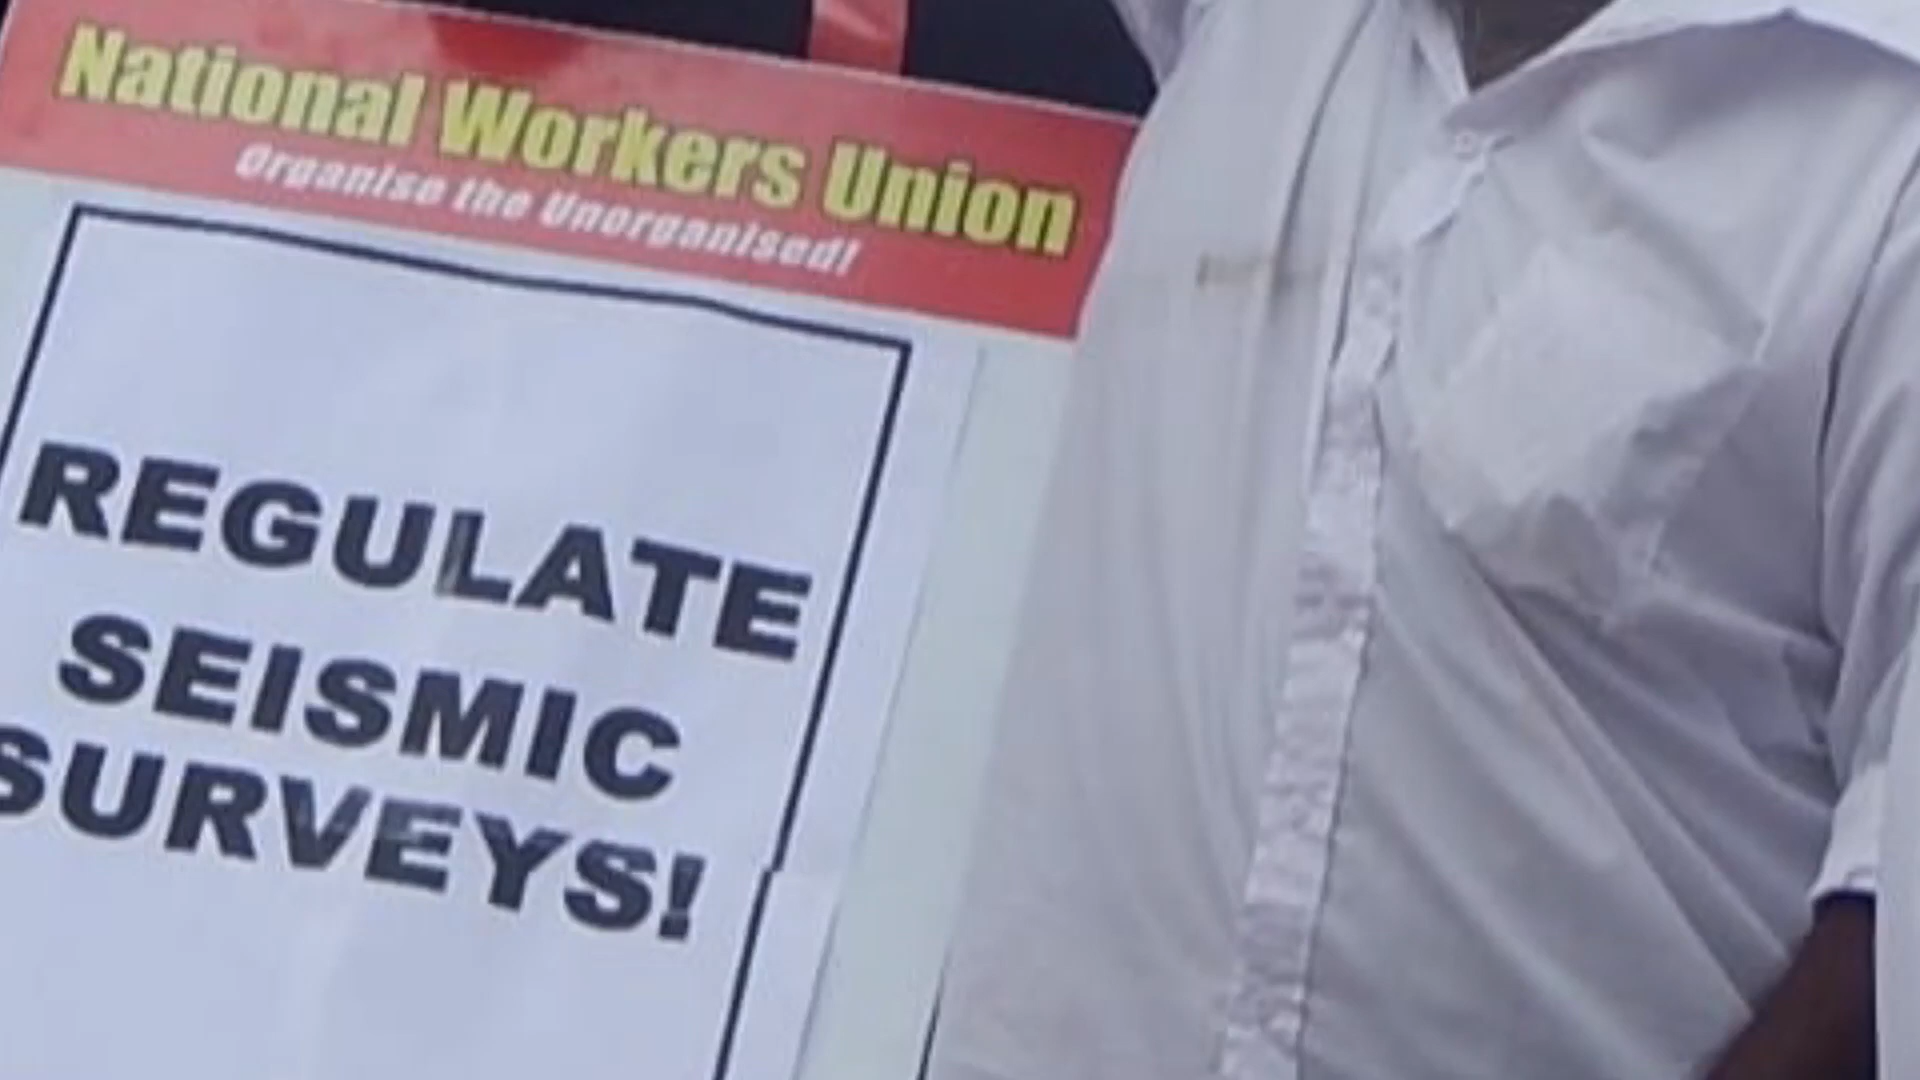 National Workers Union
Organise the Unorganised!
REGULATE
SEISMIC
SURVEYS!